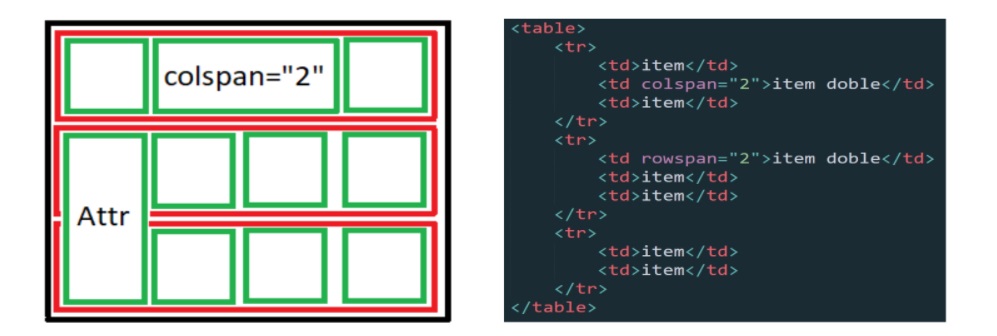 colspan="2"
Attr
<table>
<tr>
<td>item</td>
<td colspan="2">item doble</td>
<td>item</td>
</tr>
<tr>
<td rowspan="2">item doble</td>
<td>item</td>
<td>item</td>
</tr>
<tr>
<td>item</td>
<td>item</td>
</tr>
</table>